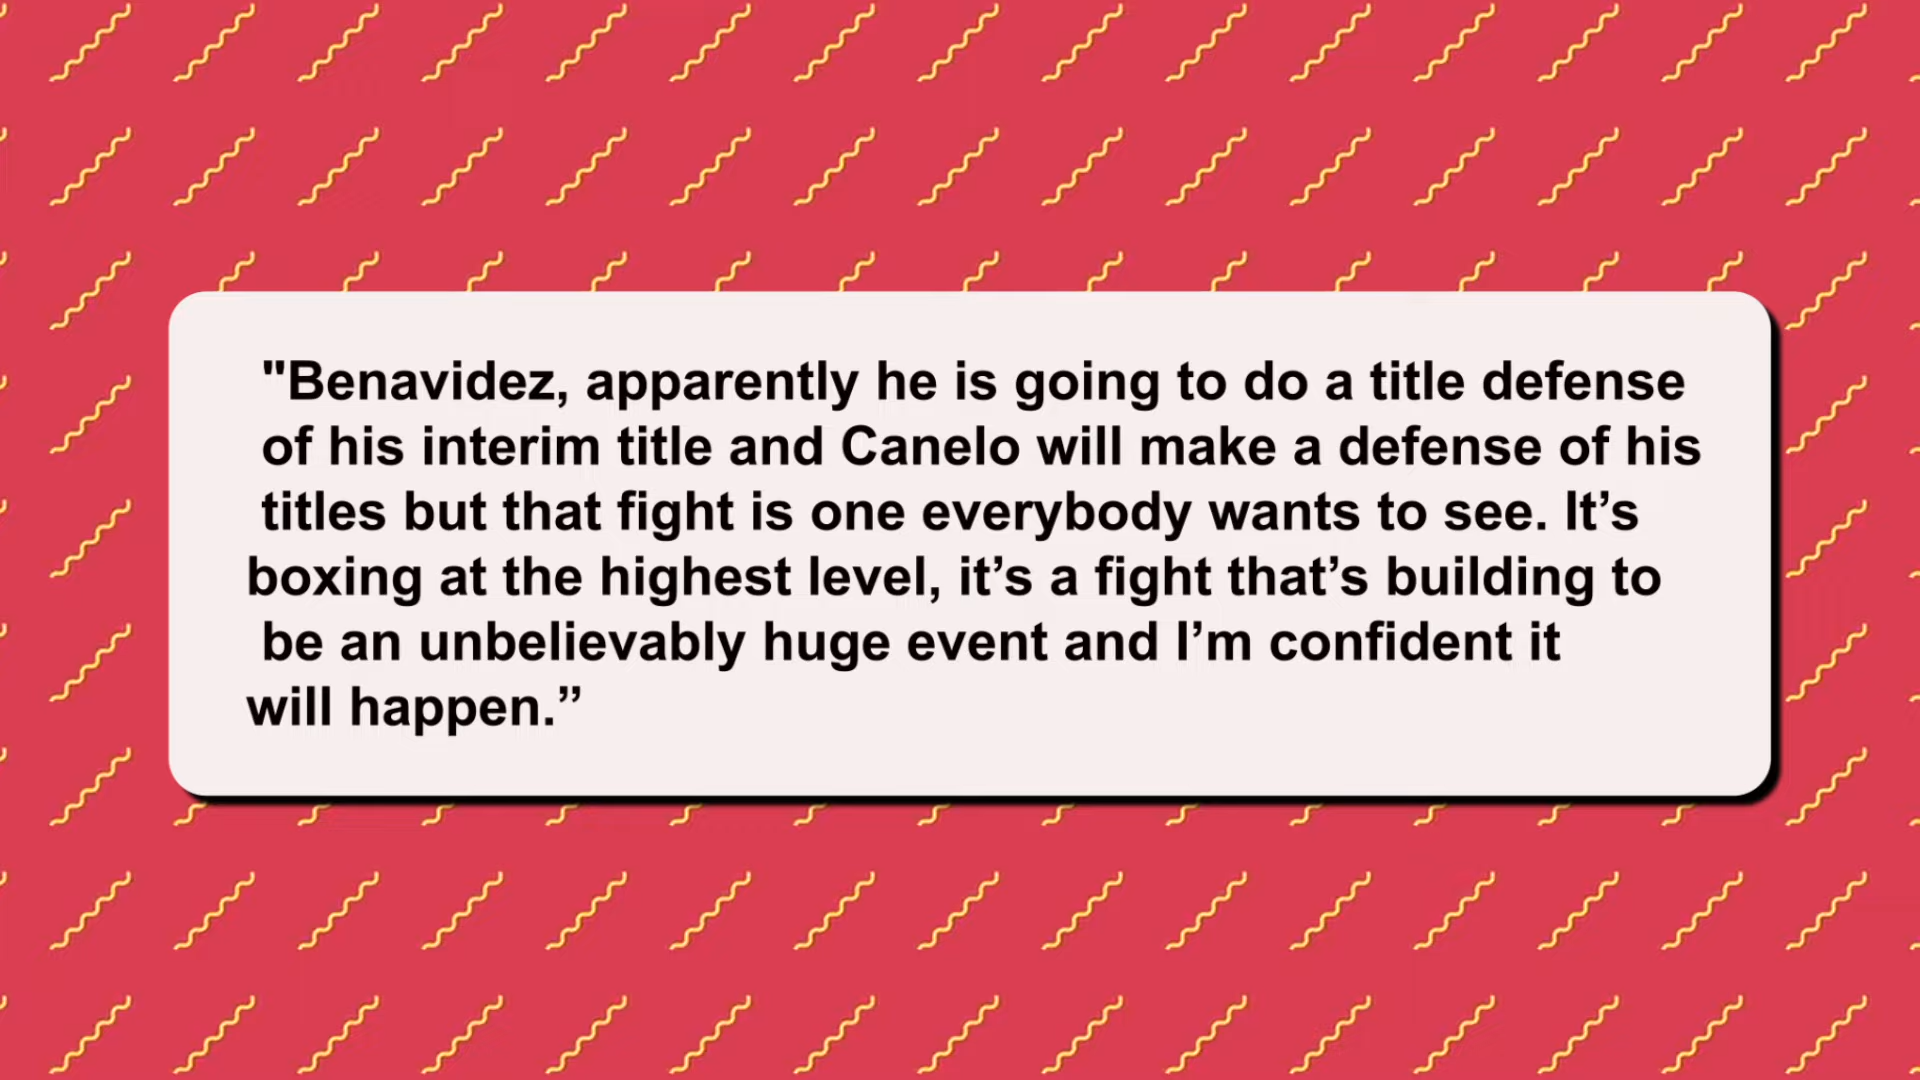 "Benavidez, apparently he is going to do a title defense
of his interim title and Canelo will make a defense of his
titles but that fight is one everybody wants to see. It’s
boxing at the highest level, it’s a fight that’s building to
be an unbelievably huge event and I’m confident it
will happen.”